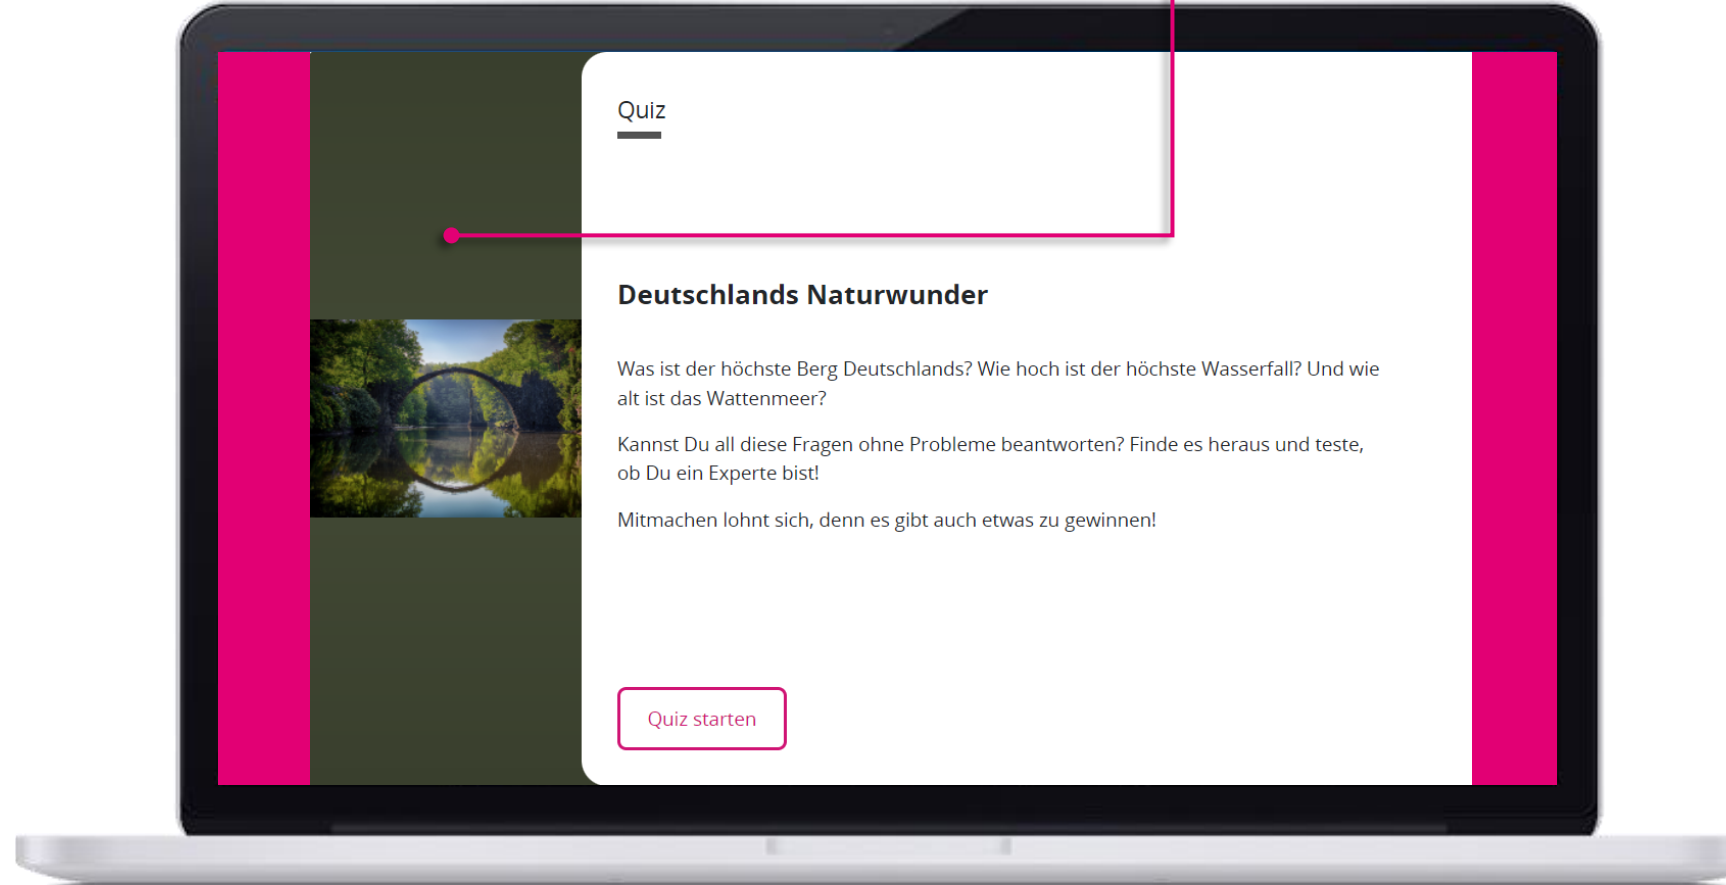 Quiz
Deutschlands Naturwunder
Was ist der höchste Berg Deutschlands? Wie hoch ist der höchste Wasserfall? Und wie
alt ist das Wattenmeer?
Kannst Du all diese Fragen ohne Probleme beantworten? Finde es heraus und teste,
ob Du ein Experte bist!
Mitmachen lohnt sich, denn es gibt auch etwas zu gewinnen!
Quiz starten